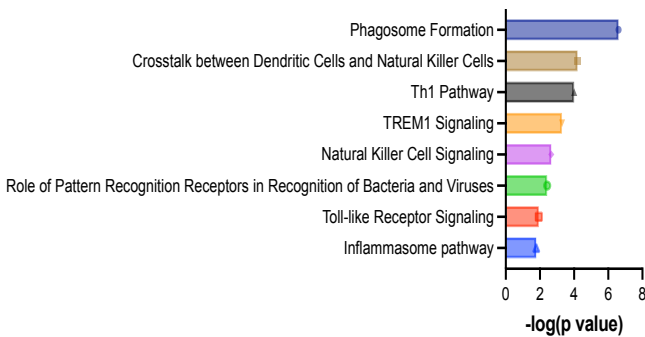 Phagosome Formation
Crosstalk between Dendritic Cells and Natural Killer Cells
Th1 Pathway
TREM1 Signaling
Natural Killer Cell Signaling
Role of Pattern Recognition Receptors in Recognition of Bacteria and Viruses
Toll-like Receptor Signaling
Inflammasome pathway
0 2 4 6 8
-log(p value)